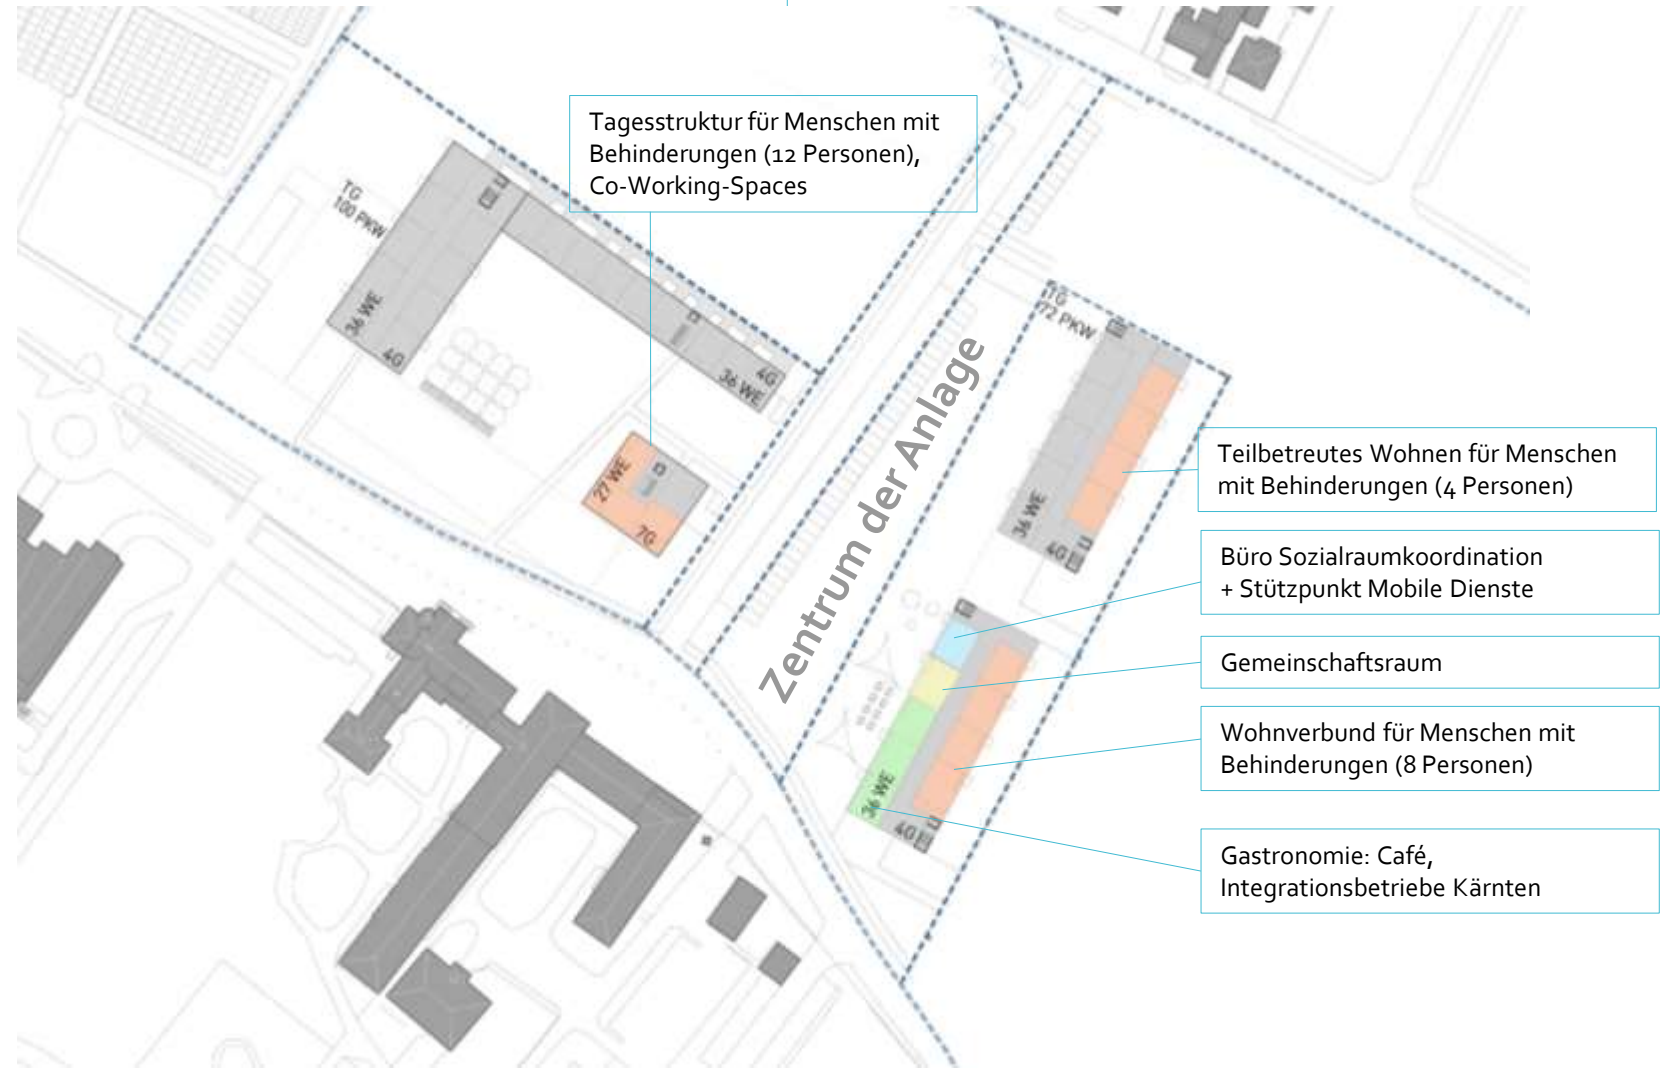 Tagesstruktur für Menschen mit
Behinderungen (12 Personen),
Co-Working-Spaces
TG
100 PKW
36 WE
4G
4G
36 WE
27 WE
7G
Zentrum der Anlage
TG
72 PKW
36 WE
4G
Teilbetreutes Wohnen für Menschen
mit Behinderungen (4 Personen)
Büro Sozialraumkoordination
+ Stützpunkt Mobile Dienste
Gemeinschaftsraum
Wohnverbund für Menschen mit
Behinderungen (8 Personen)
36 WE
4G
Gastronomie: Café,
Integrationsbetriebe Kärnten